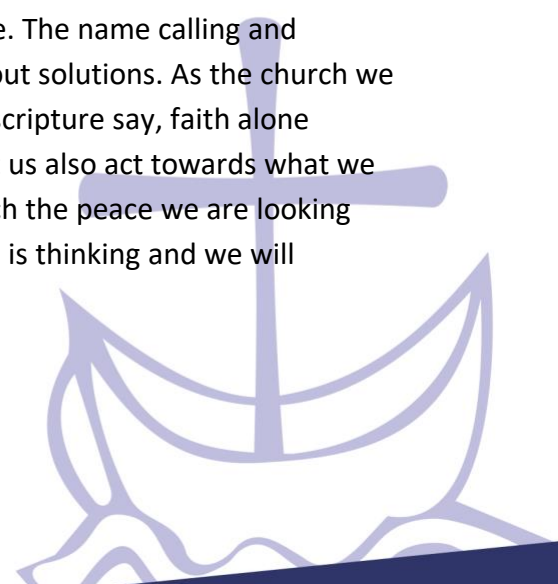 e. The name calling and
out solutions. As the church we
scripture say, faith alone
us also act towards what we
h the peace we are looking
is thinking and we will